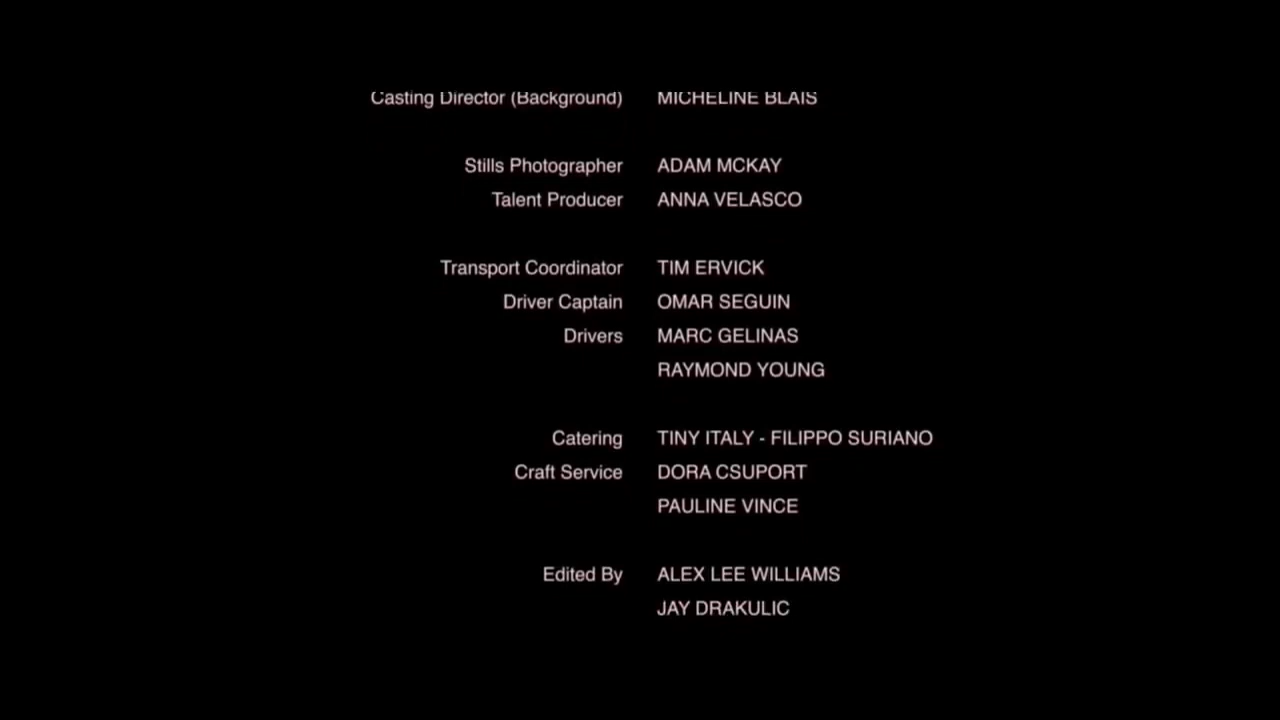 Casting Director (Background) MICHELINE BLAIS
Stills Photographer ADAM MCKAY
Talent Producer ANNA VELASCO
Transport Coordinator TIM ERVICK
Driver Captain OMAR SEGUIN
Drivers MARC GELINAS
RAYMOND YOUNG
Catering TINY ITALY - FILIPPO SURIANO
Craft Service DORA CSUPORT
PAULINE VINCE
Edited By ALEX LEE WILLIAMS
JAY DRAKULIC